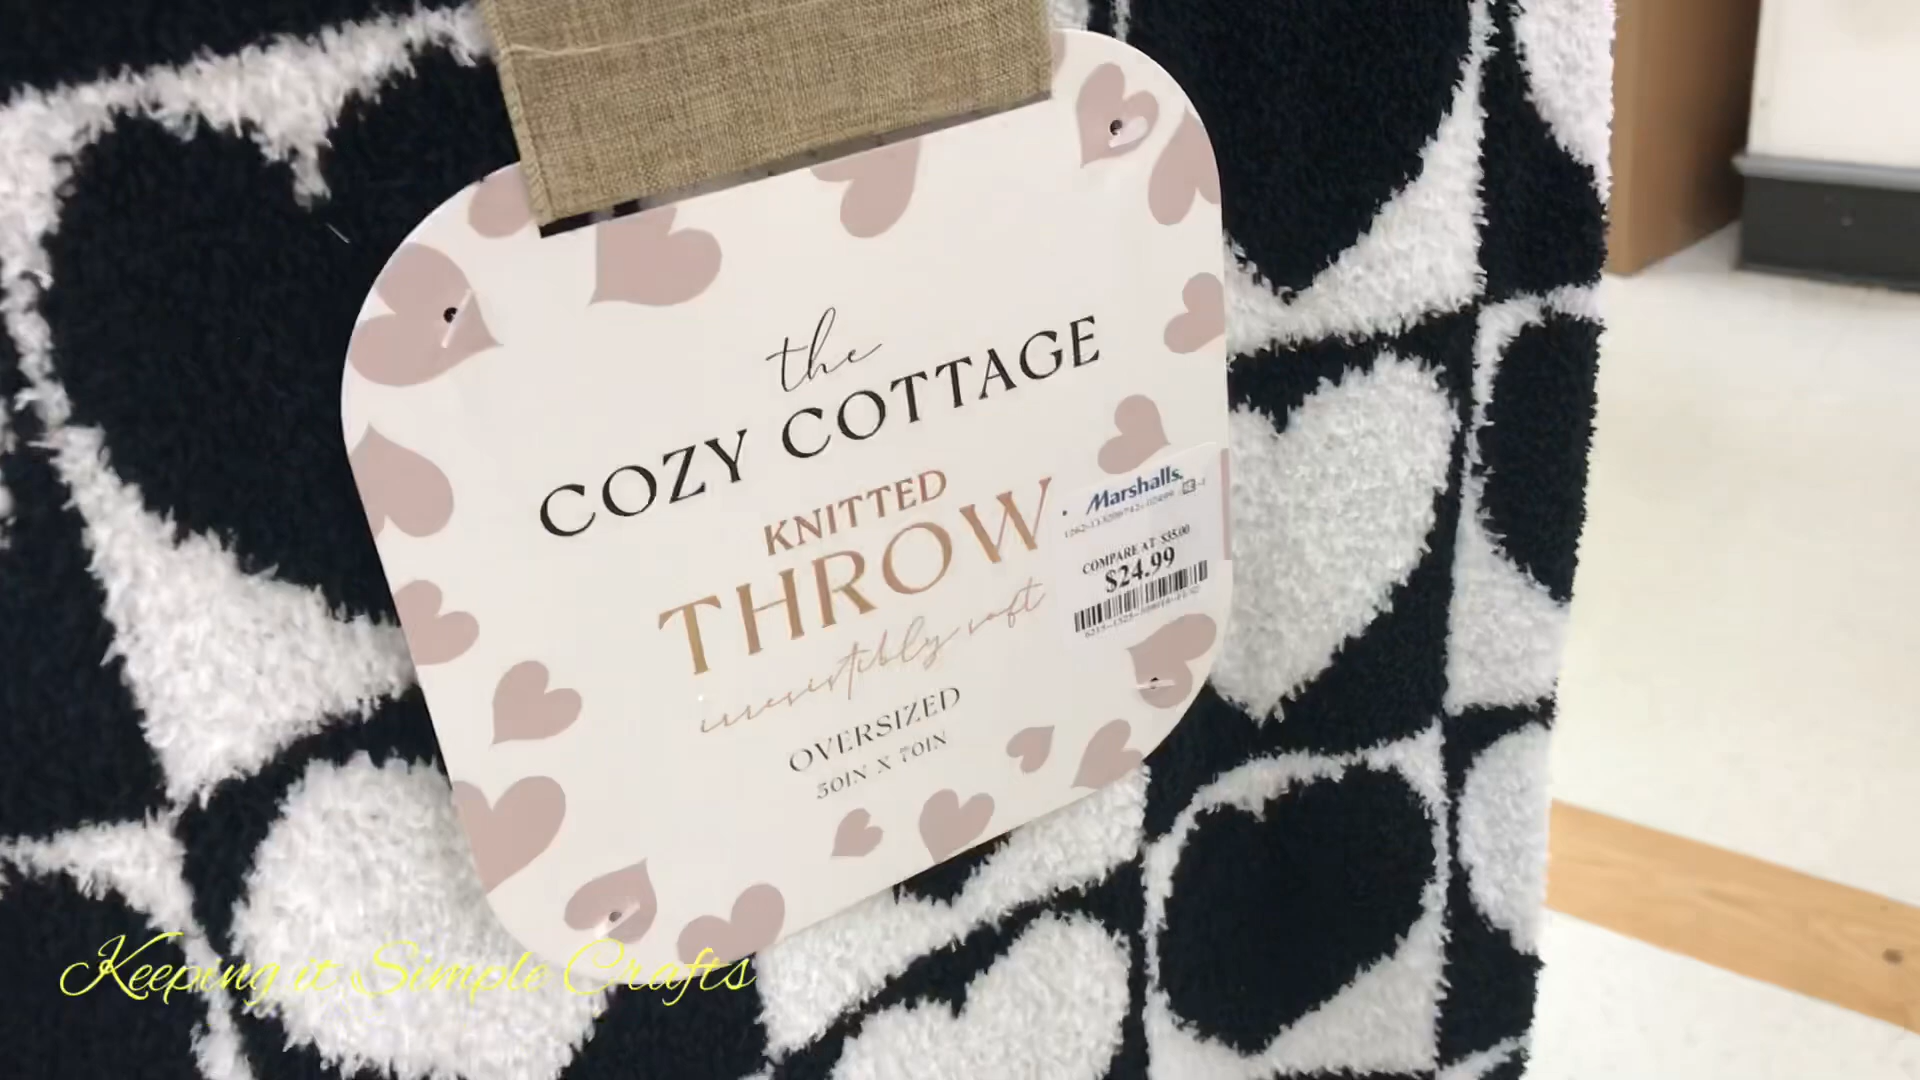 the
COZY COTTAGE
KNITTED
THROW
irresistibly soft
OVERSIZED
50IN X 70IN
Marshalls.
COMPARE AT $35.00
$24.99
Keeping it Simple Crafts